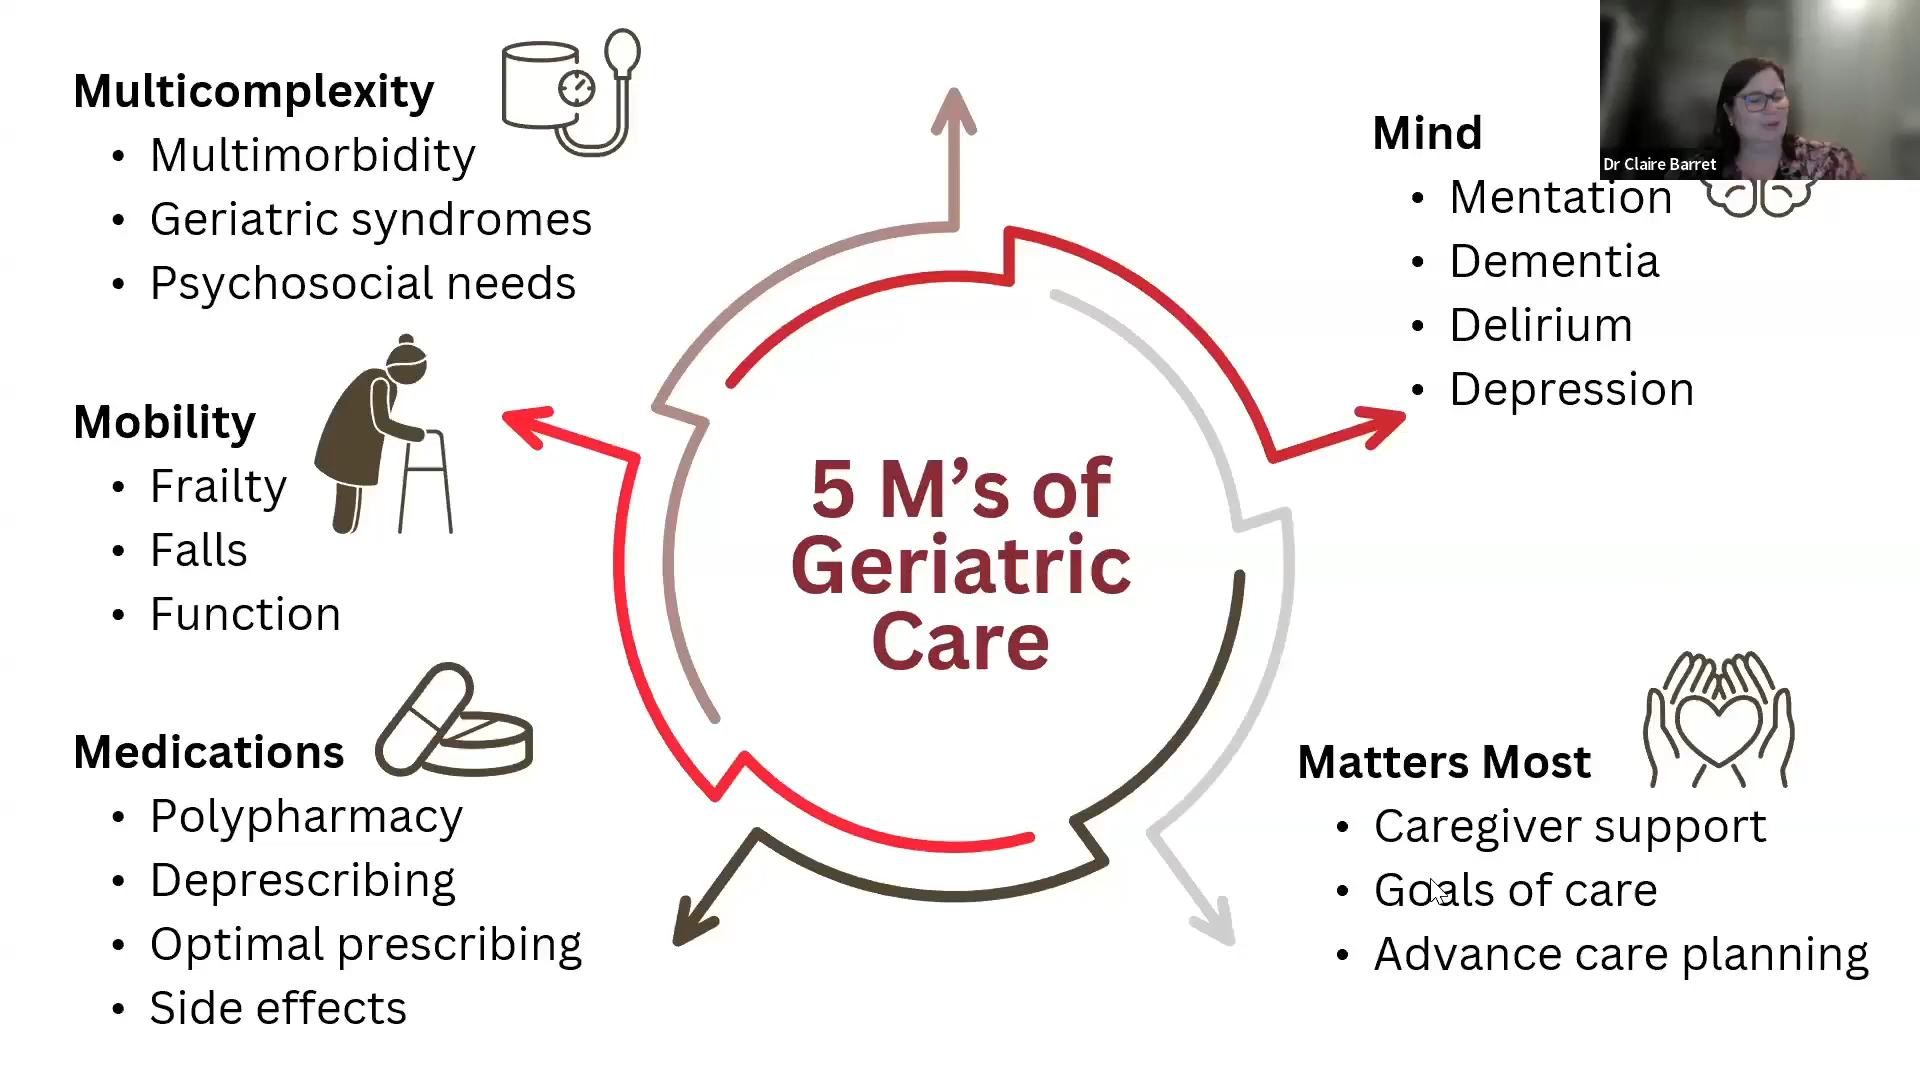 Multicomplexity
• Multimorbidity
• Geriatric syndromes
• Psychosocial needs
Mobility
• Frailty
• Falls
• Function
Medications
• Polypharmacy
• Deprescribing
• Optimal prescribing
• Side effects
5 M’s of
Geriatric
Care
Mind
• Mentation
• Dementia
• Delirium
• Depression
Matters Most
• Caregiver support
• Goals of care
• Advance care planning
Dr Claire Barret